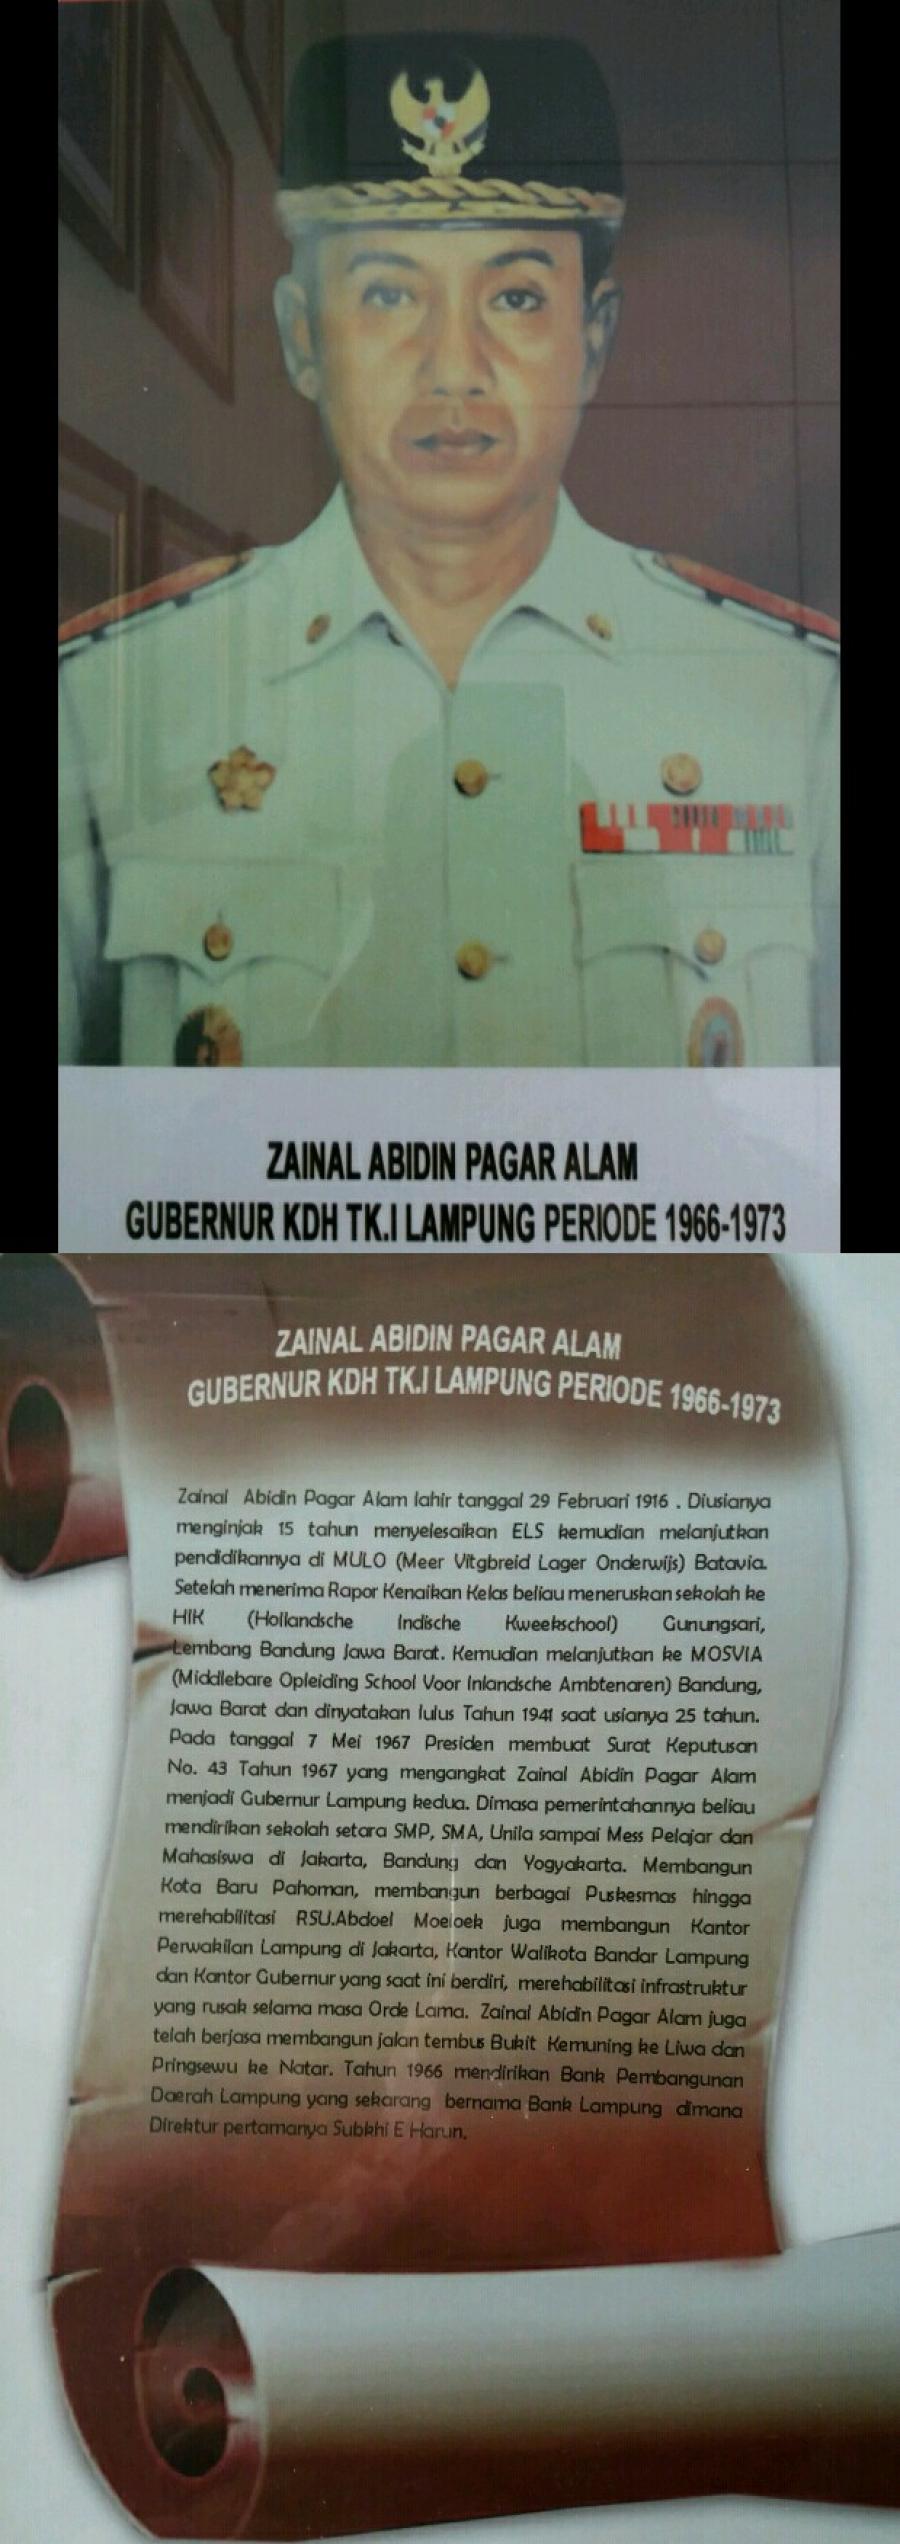 ZAINAL ABIDIN PAGAR ALAM
GUBERNUR KDH TK.I LAMPUNG PERIODE 1966-1973
ZAINAL ABIDIN PAGAR ALAM
GUBERNUR KDH TK.I LAMPUNG PERIODE 1966-1973
Zainal Abidin Pagar Alam lahir tanggal 29 Februari 1916 . Diusianya
menginjak 15 tahun menyelesaikan ELS kemudian melanjutkan
pendidikannya di MULO (Meer Vitgbreid Lager Onderwijs) Batavia.
Setelah menerima Rapor Kenaikan Kelas beliau meneruskan sekolah ke
HIK (Hollandsche Indische Kweekschool) Gunungsari,
Lembang Bandung Jawa Barat. Kemudian melanjutkan ke MOSVIA
(Middlebare Opleiding School Voor Inlandsche Ambtenaren) Bandung,
Jawa Barat dan dinyatakan lulus Tahun 1941 saat usianya 25 tahun.
Pada tanggal 7 Mei 1967 Presiden membuat Surat Keputusan
No. 43 Tahun 1967 yang mengangkat Zainal Abidin Pagar Alam
menjadi Gubernur Lampung kedua. Dimasa pemerintahannya beliau
mendirikan sekolah setara SMP, SMA, Unila sampai Mess Pelajar dan
Mahasiswa di Jakarta, Bandung dan Yogyakarta. Membangun
Kota Baru Pahoman, membangun berbagai Puskesmas hingga
merehabilitasi RSU.Abdoel Moeloek juga membangun Kantor
Perwakilan Lampung di Jakarta, Kantor Walikota Bandar Lampung
dan Kantor Gubernur yang saat ini berdiri, merehabilitasi infrastruktur
yang rusak selama masa Orde Lama. Zainal Abidin Pagar Alam juga
telah berjasa membangun jalan tembus Bukit Kemuning ke Liwa dan
Pringsewu ke Natar. Tahun 1966 mendirikan Bank Pembangunan
Daerah Lampung yang sekarang bernama Bank Lampung dimana
Direktur pertamanya Subkhi E Harun.